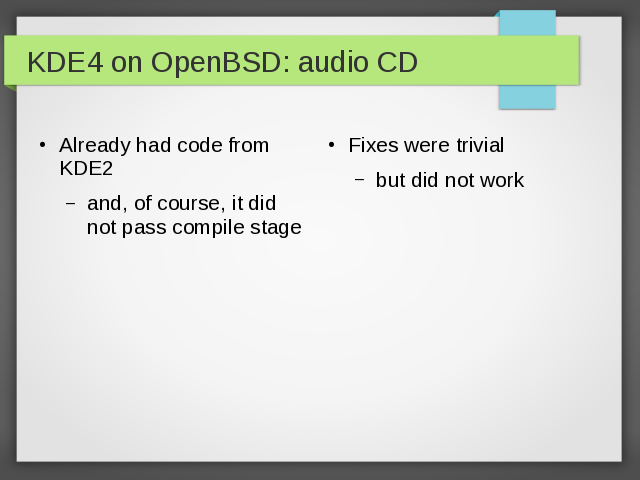 KDE4 on OpenBSD: audio CD
• Already had code from
KDE2
– and, of course, it did
not pass compile stage
• Fixes were trivial
– but did not work